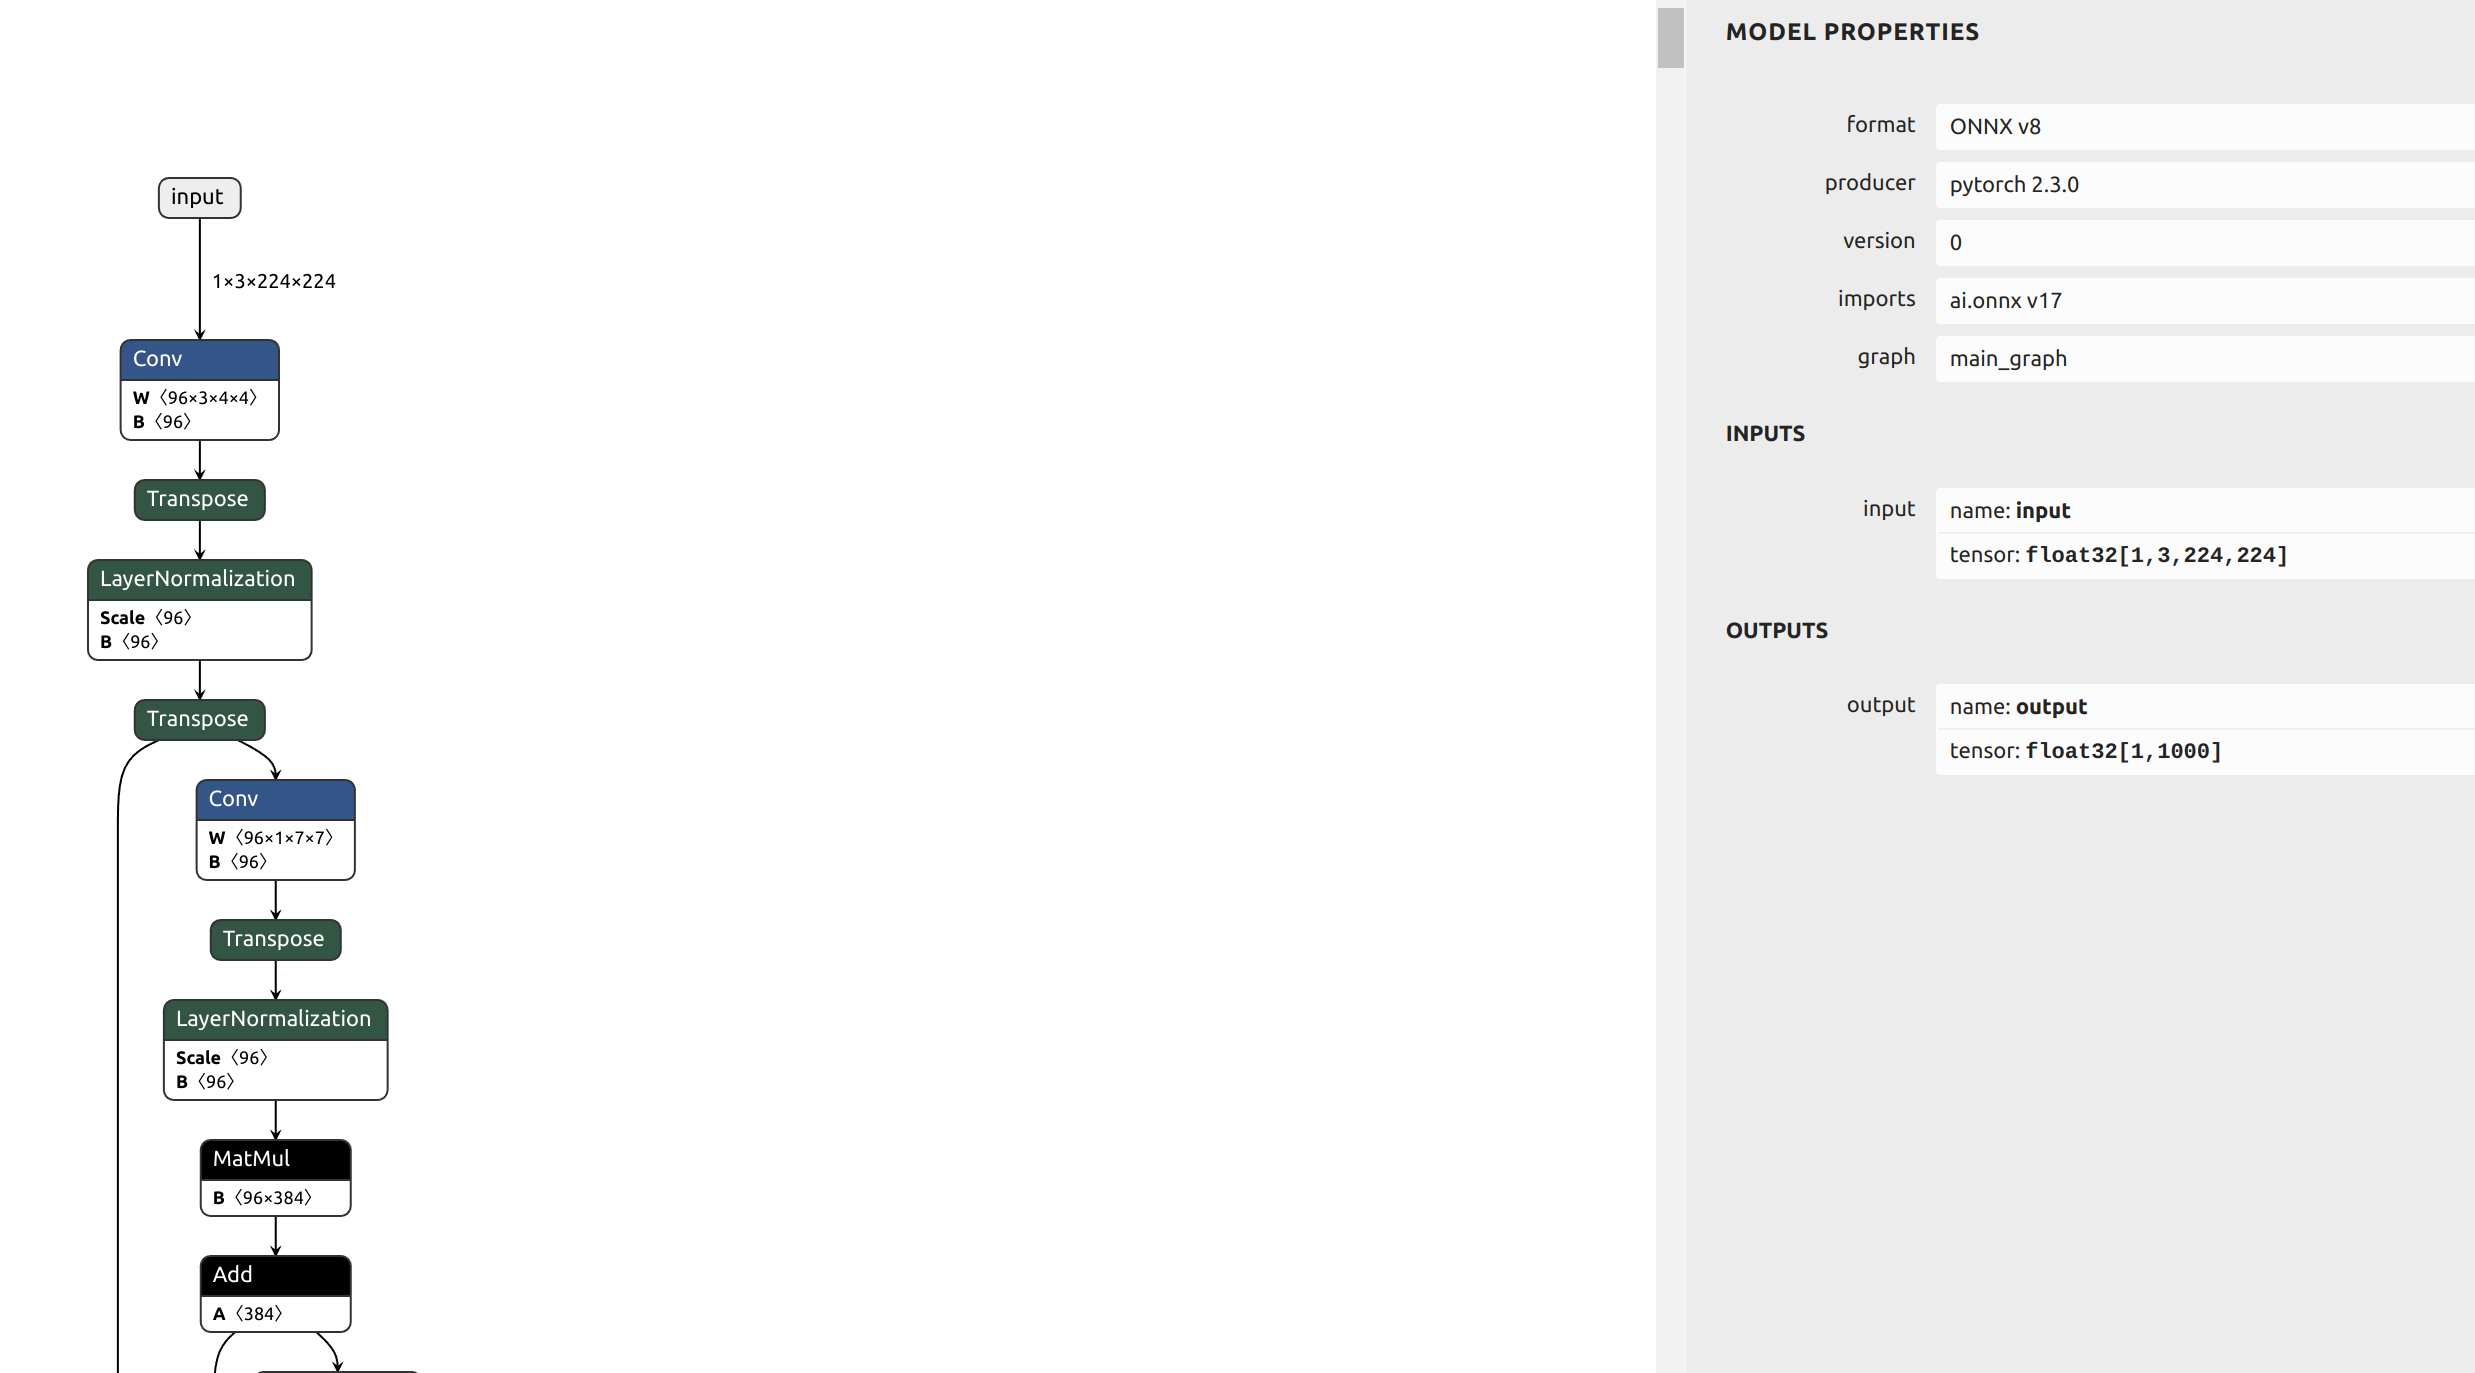 input
1×3×224×224
Conv
W 〈96×3×4×4〉
B 〈96〉
Transpose
LayerNormalization
Scale 〈96〉
B 〈96〉
Transpose
Conv
W 〈96×1×7×7〉
B 〈96〉
Transpose
LayerNormalization
Scale 〈96〉
B 〈96〉
MatMul
B 〈96×384〉
Add
A 〈384〉
MODEL PROPERTIES
format ONNX v8
producer pytorch 2.3.0
version 0
imports ai.onnx v17
graph main_graph
INPUTS
input name: input
tensor: float32[1,3,224,224]
OUTPUTS
output name: output
tensor: float32[1,1000]